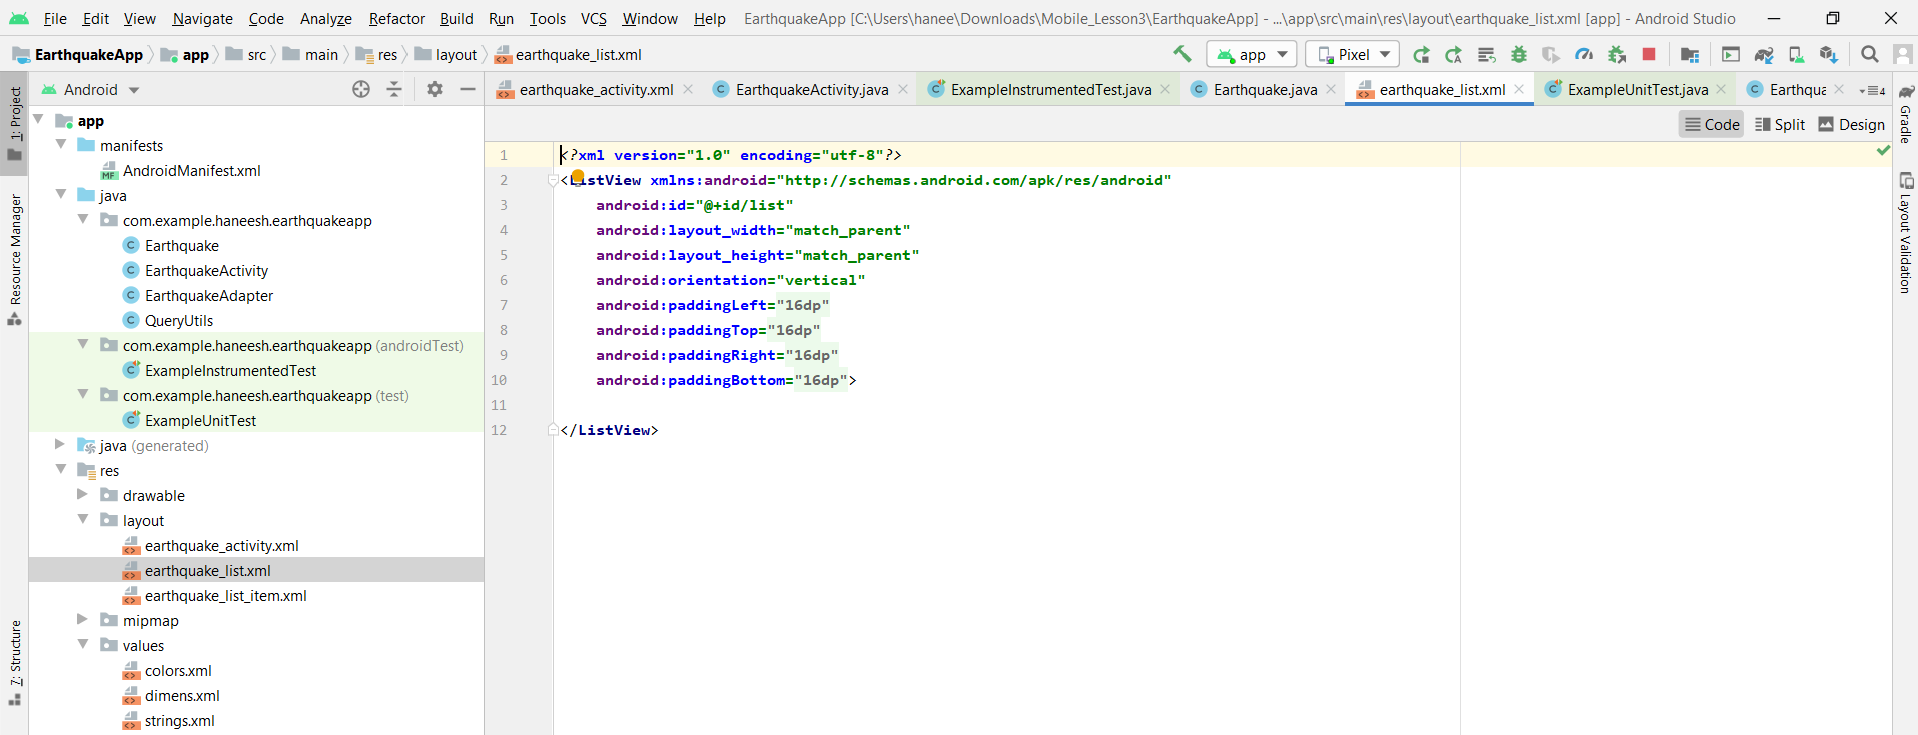 File Edit View Navigate Code Analyze Refactor Build Run Tools VCS Window Help EarthquakeApp [C:\Users\hanee\Downloads\Mobile_Lesson3\EarthquakeApp] - ...\app\src\main\res\layout\earthquake_list.xml [app] - Android Studio
EarthquakeApp app src main res layout earthquake_list.xml app Pixel
Android
earthquake_activity.xml EarthquakeActivity.java ExampleInstrumentedTest.java Earthquake.java earthquake_list.xml ExampleUnitTest.java Earthqua 4
Code Split Design
1: Project
Resource Manager
7: Structure
app
manifests
AndroidManifest.xml
java
com.example.haneesh.earthquakeapp
Earthquake
EarthquakeActivity
EarthquakeAdapter
QueryUtils
com.example.haneesh.earthquakeapp (androidTest)
ExampleInstrumentedTest
com.example.haneesh.earthquakeapp (test)
ExampleUnitTest
java (generated)
res
drawable
layout
earthquake_activity.xml
earthquake_list.xml
earthquake_list_item.xml
mipmap
values
colors.xml
dimens.xml
strings.xml
1 <?xml version="1.0" encoding="utf-8"?>
2 <ListView xmlns:android="http://schemas.android.com/apk/res/android"
3 android:id="@+id/list"
4 android:layout_width="match_parent"
5 android:layout_height="match_parent"
6 android:orientation="vertical"
7 android:paddingLeft="16dp"
8 android:paddingTop="16dp"
9 android:paddingRight="16dp"
10 android:paddingBottom="16dp">
11
12 </ListView>
Gradle
Layout Validation